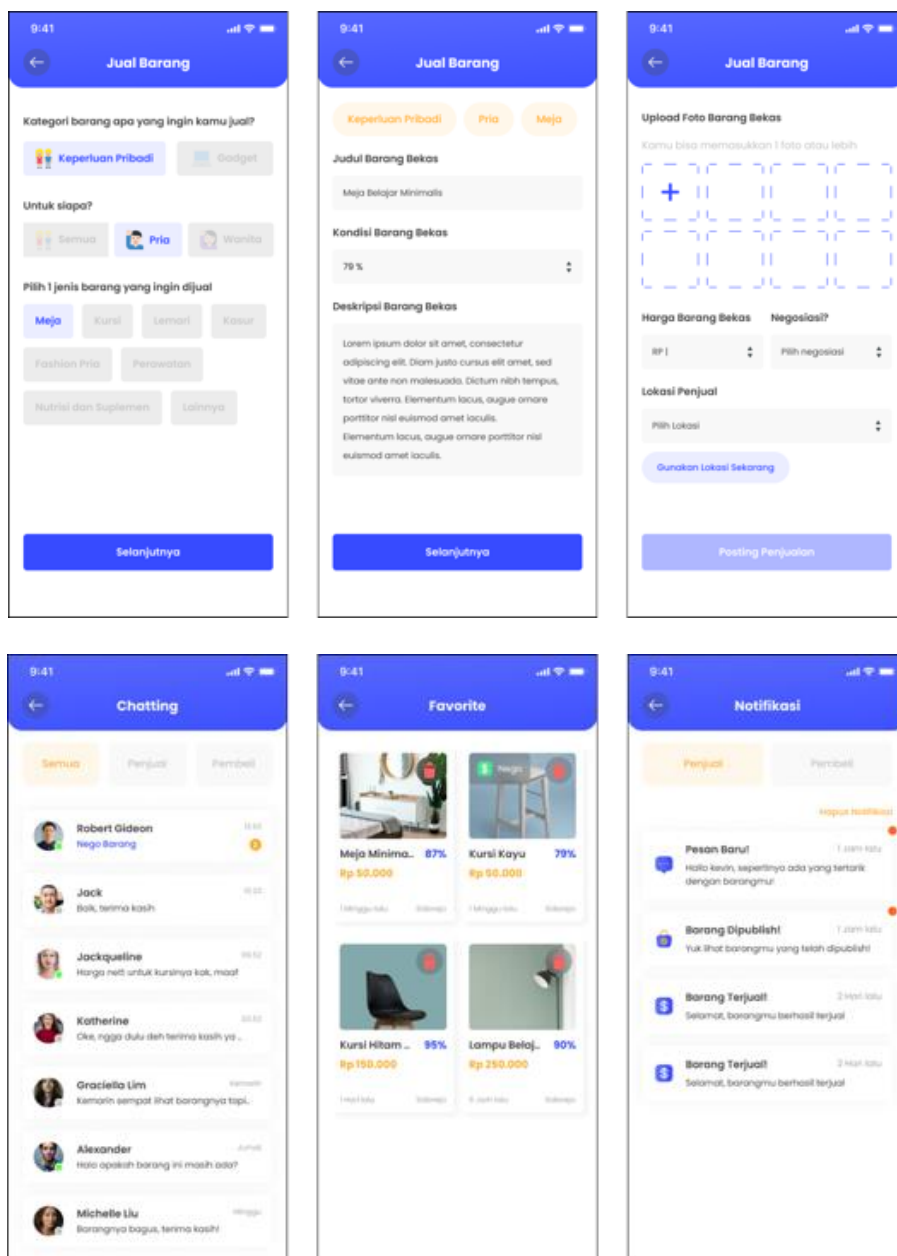 9:41
Jual Barang
Kategori barang apa yang ingin kamu jual?
Keperluan Pribadi
Gadget
Untuk siapa?
Semua
Pria
Wanita
Pilih 1 jenis barang yang ingin dijual
Meja
Kursi
Lemari
Kasur
Fashion Pria
Perawatan
Nutrisi dan Suplemen
Lainnya
Selanjutnya
9:41
Jual Barang
Keperluan Pribadi
Pria
Meja
Judul Barang Bekas
Meja Belajar Minimalis
Kondisi Barang Bekas
79 %
Deskripsi Barang Bekas
Lorem ipsum dolor sit amet, consectetur
adipiscing elit. Diam justo cursus elit amet, sed
vitae ante non malesuada. Dictum nibh tempus,
tortor viverra. Elementum lacus, augue ornare
porttitor nisl euismod amet iaculis.
Elementum lacus, augue ornare porttitor nisl
euismod amet iaculis.
Selanjutnya
9:41
Jual Barang
Upload Foto Barang Bekas
Kamu bisa memasukkan 1 foto atau lebih
+
Harga Barang Bekas
Negosiasi?
RP |
Pilih negosiasi
Lokasi Penjual
Pilih Lokasi
Gunakan Lokasi Sekarang
Posting Penjualan
9:41
Chatting
Semua
Penjual
Pembeli
Robert Gideon
Nego Barang
Jack
Baik, terima kasih
Jackqueline
Harga nett untuk kursinya kak, maaf
Katherine
Oke, ngga dulu deh terima kasih ya ..
Graciella Lim
Kemarin
Kemarin sempat lihat barangnya tapi..
Alexander
Jumat
Halo apakah barang ini masih ada?
Michelle Liu
Minggu
Barangnya bagus, terima kasih!
9:41
Favorite
Meja Minima.. 87%
Rp 50.000
1 Minggu lalu
$ Nego
Kursi Kayu 79%
Rp 50.000
1 Minggu lalu
Kursi Hitam .. 95%
Rp 150.000
1 Hari lalu
Lampu Belaj.. 90%
Rp 250.000
Jam lalu
9:41
Notifikasi
Penjual
Pembeli
Hapus Notifikasi
Pesan Baru!
1 Jam lalu
Hallo kevin, sepertinya ada yang tertarik
dengan barangmu!
Barang Dipublish!
1 Jam lalu
Yuk lihat barangmu yang telah dipublish!
$
Barang Terjual!
2 Hari lalu
Selamat, barangmu berhasil terjual
$
Barang Terjual!
2 Hari lalu
Selamat, barangmu berhasil terjual